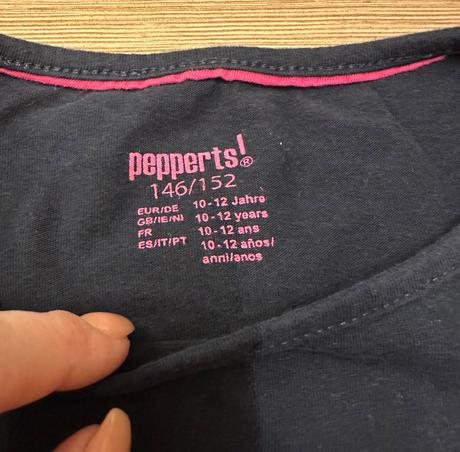 pepperts!®
146/152
EUR/DE 10-12 Jahre
GB/IE/NI 10-12 years
FR 10-12 ans
ES/IT/PT 10-12 años/
anni/anos